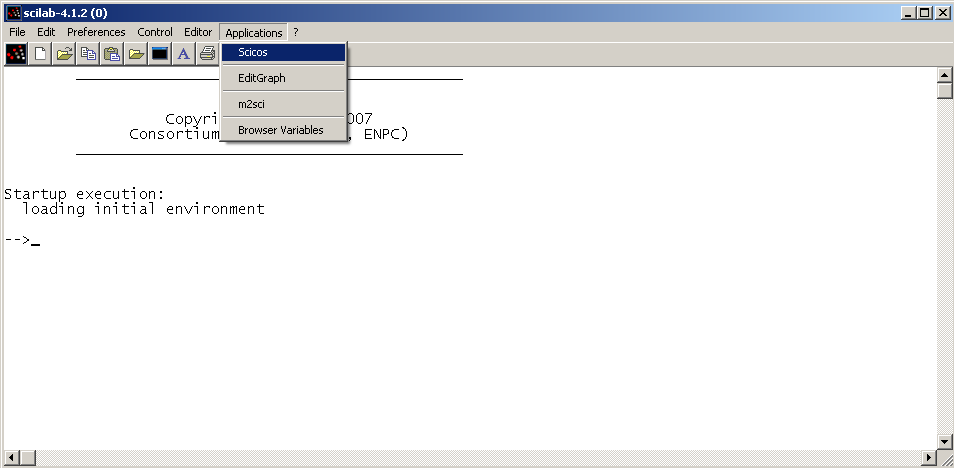 scilab-4.1.2 (0)
File Edit Preferences Control Editor Applications ?
Scicos
EditGraph
m2sci
Browser Variables
007
Consortium , ENPC)
Startup execution:
loading initial environment
-->_